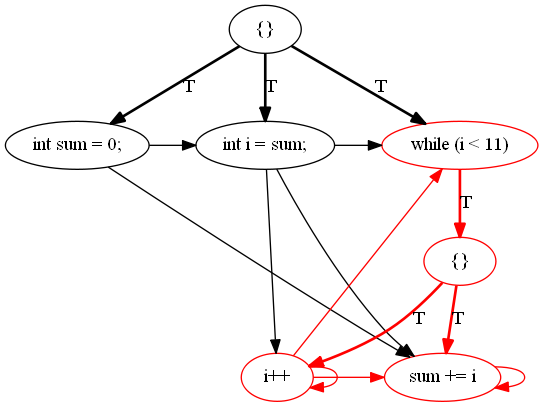 {}
T
T
T
int sum = 0;
int i = sum;
while (i < 11)
T
{}
T
T
i++
sum += i